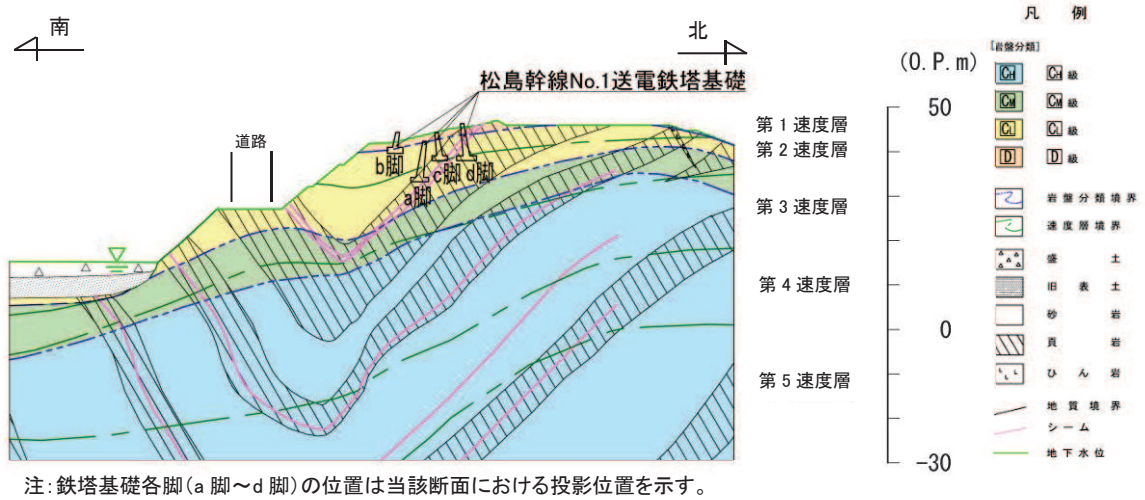 南
北
松島幹線No.1送電鉄塔基礎
道路
b脚
a脚
c脚
d脚
第1速度層
第2速度層
第3速度層
第4速度層
第5速度層
(O.P.m)
50
0
-30
凡 例
[岩盤分類]
CH CH 級
CM CM 級
CL CL 級
D D 級
岩盤分類境界
速度層境界
盛 土
旧 表 土
砂 岩
頁 岩
ひ ん 岩
地質境界
シーム
地下水位
注:鉄塔基礎各脚(a脚~d脚)の位置は当該断面における投影位置を示す。